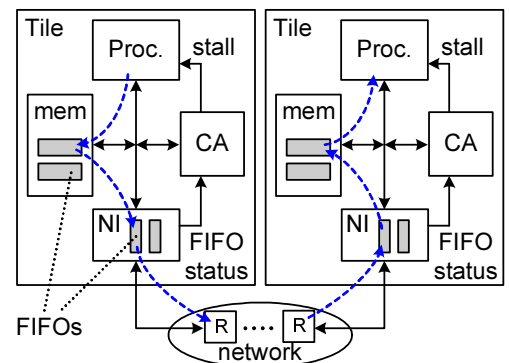 Tile
Proc.
stall
mem
CA
NI
FIFO
status
FIFOs
Tile
Proc.
stall
mem
CA
NI
FIFO
status
R
....
R
network